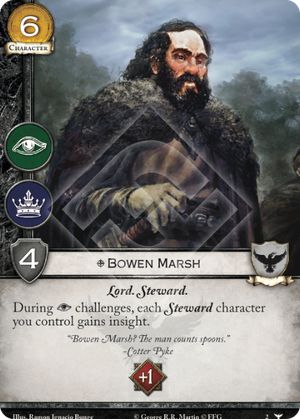 6
CHARACTER
4
BOWEN MARSH
Lord. Steward.
During challenges, each Steward character
you control gains insight.
"Bowen Marsh? The man counts spoons."
-Cotter Pyke
+1
Illus. Ramon Ignacio Bunge © George R.R. Martin © FFG 2